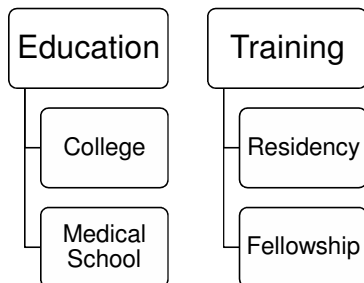 Education
College
Medical
School
Training
Residency
Fellowship